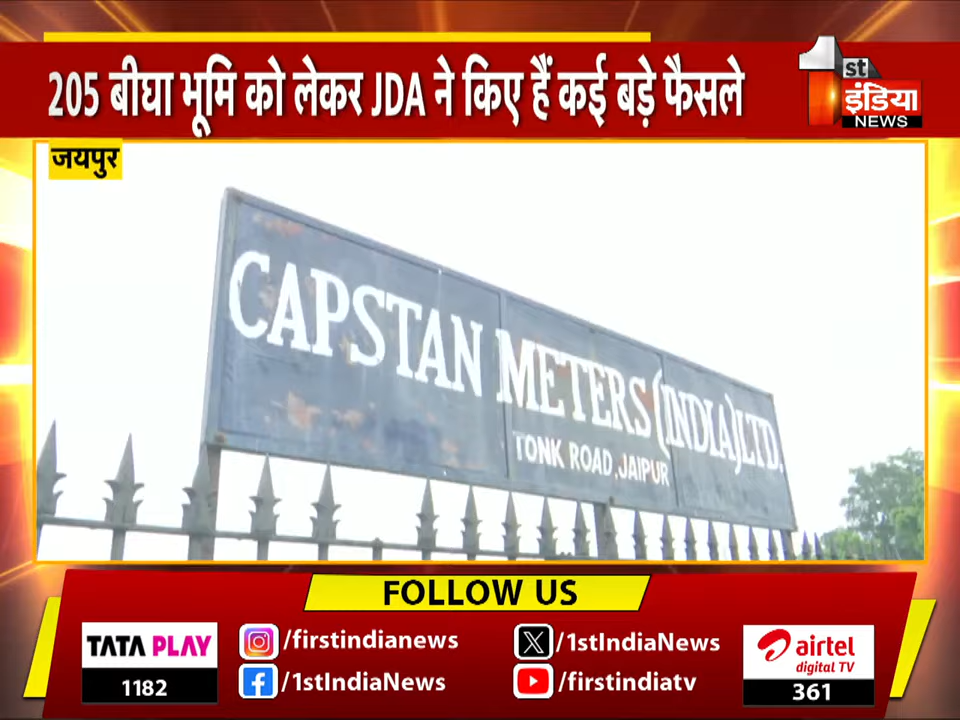 205 बीघा भूमि को लेकर JDA ने किए हैं कई बड़े फैसले
1st
इंडिया
NEWS
जयपुर
CAPSTAN METERS (INDIA) LTD.
TONK ROAD, JAIPUR
FOLLOW US
TATA PLAY
1182
/firstindianews
/1stIndiaNews
/1stIndiaNews
/firstindiatv
airtel
digital TV
361